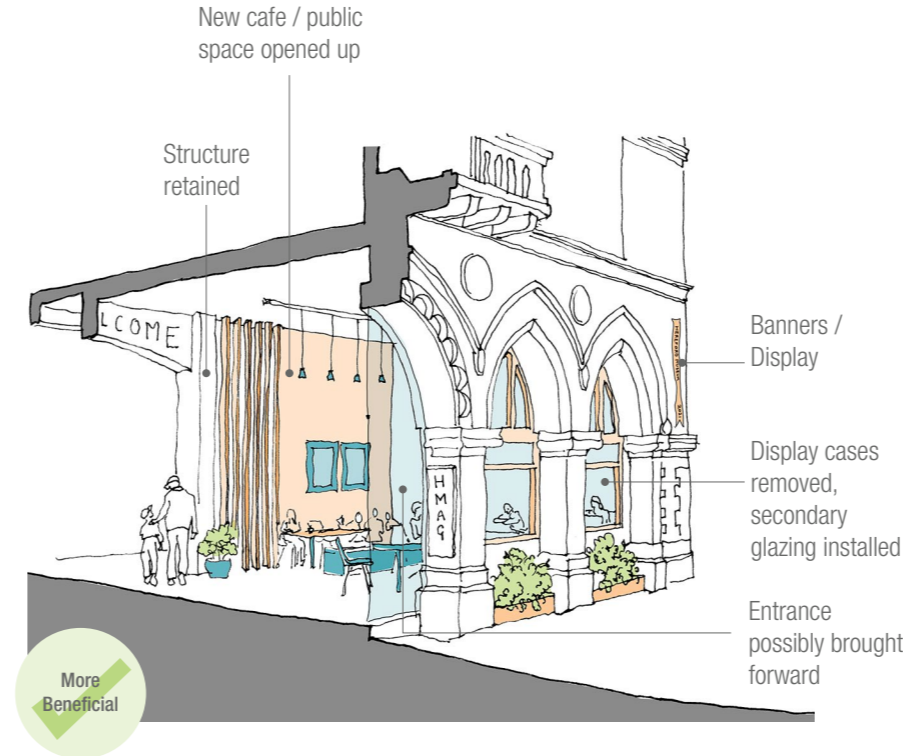 New cafe / public
space opened up
Structure
retained
LCOME
HMAG
Banners /
Display
Display cases
removed,
secondary
glazing installed
Entrance
possibly brought
forward
More
Beneficial